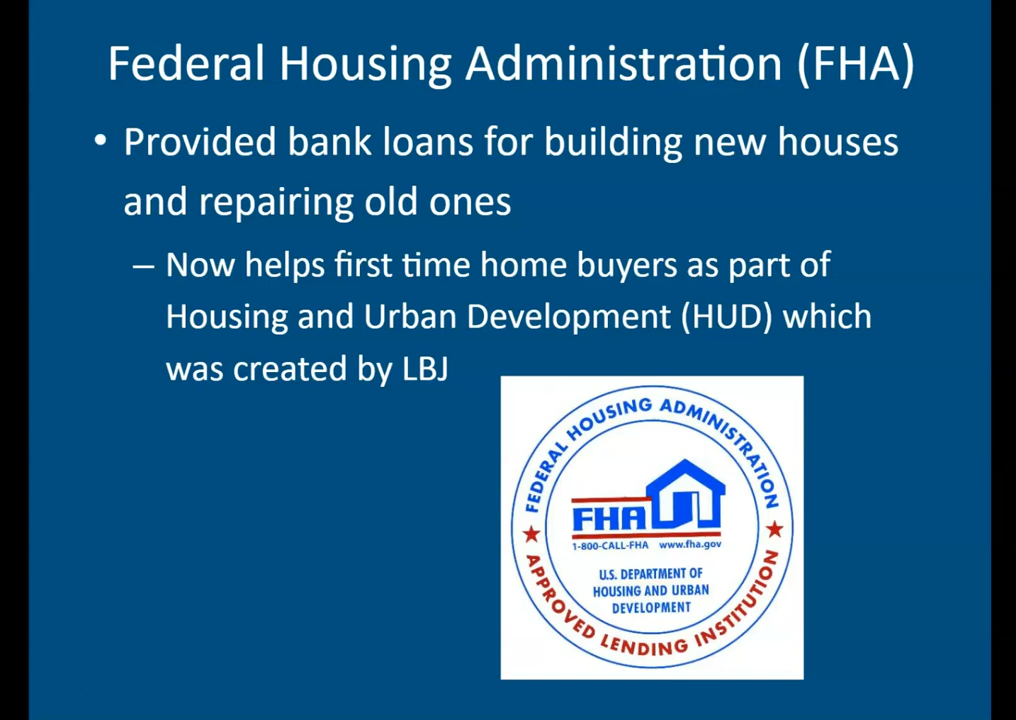 Federal Housing Administration (FHA)
• Provided bank loans for building new houses
and repairing old ones
– Now helps first time home buyers as part of
Housing and Urban Development (HUD) which
was created by LBJ
FEDERAL HOUSING ADMINISTRATION
FHA
1-800-CALL-FHA www.fha.gov
U.S. DEPARTMENT OF
HOUSING AND URBAN
DEVELOPMENT
APPROVED LENDING INSTITUTION